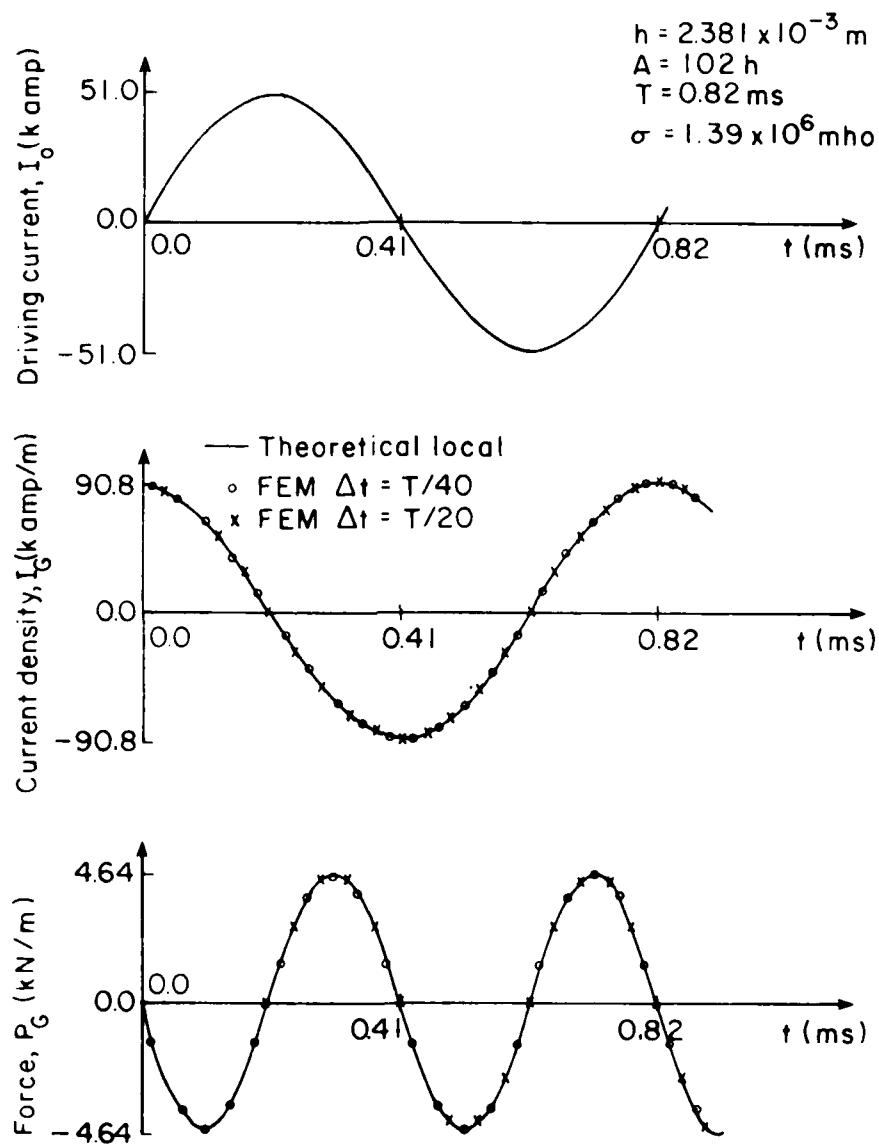 h = 2.381 x 10⁻³ m
A = 102 h
T = 0.82 ms
σ = 1.39 x 10⁶ mho
Driving current, I₀ (k amp)
51.0
0.0
-51.0
0.0
0.41
0.82
t (ms)
— Theoretical local
o FEM Δt = T/40
x FEM Δt = T/20
Current density, I_G (k amp/m)
90.8
0.0
-90.8
0.0
0.41
0.82
t (ms)
Force, P_G (kN/m)
4.64
0.0
-4.64
0.0
0.41
0.82
t (ms)